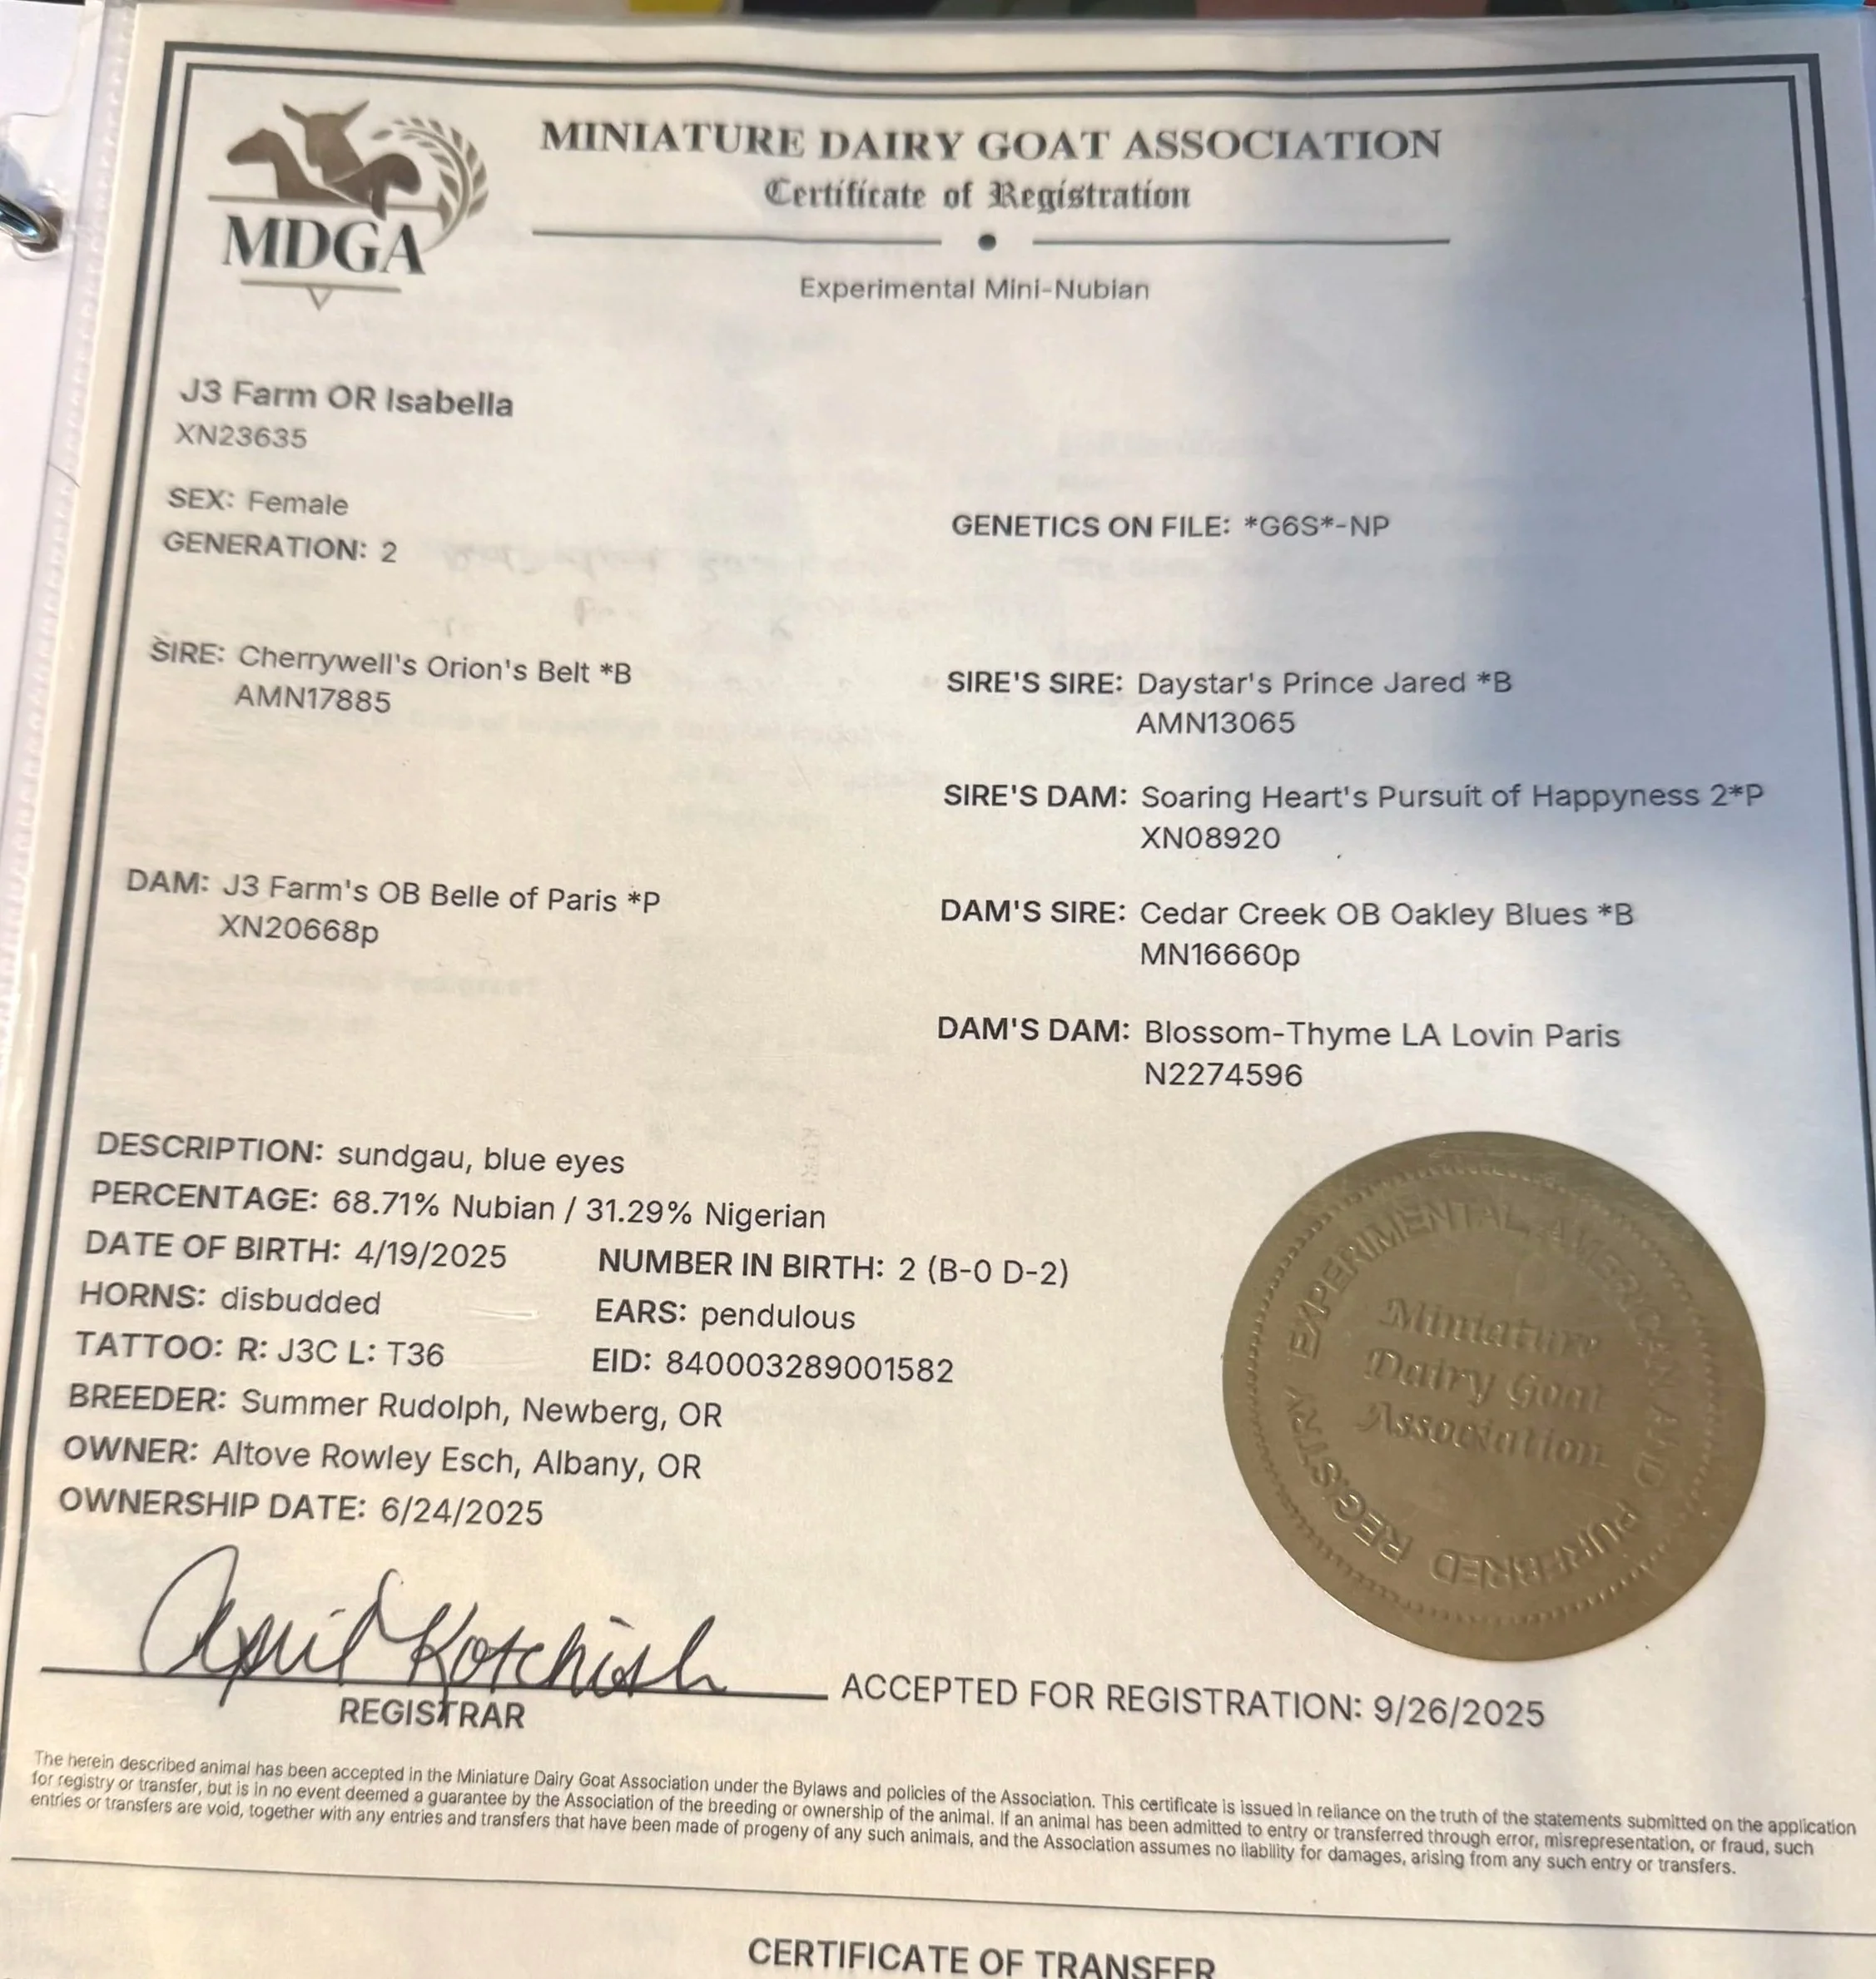 MDGA
MINIATURE DAIRY GOAT ASSOCIATION
Certificate of Registration
Experimental Mini-Nubian
J3 Farm OR Isabella
XN23635
SEX: Female
GENERATION: 2
GENETICS ON FILE: *G6S*-NP
SIRE: Cherrywell's Orion's Belt *B
AMN17885
SIRE'S SIRE: Daystar's Prince Jared *B
AMN13065
SIRE'S DAM: Soaring Heart's Pursuit of Happyness 2*P
XN08920
DAM: J3 Farm's OB Belle of Paris *P
XN20668p
DAM'S SIRE: Cedar Creek OB Oakley Blues *B
MN16660p
DAM'S DAM: Blossom-Thyme LA Lovin Paris
N2274596
DESCRIPTION: sundgau, blue eyes
PERCENTAGE: 68.71% Nubian / 31.29% Nigerian
DATE OF BIRTH: 4/19/2025 NUMBER IN BIRTH: 2 (B-0 D-2)
HORNS: disbudded EARS: pendulous
TATTOO: R: J3C L: T36 EID: 840003289001582
BREEDER: Summer Rudolph, Newberg, OR
OWNER: Altove Rowley Esch, Albany, OR
OWNERSHIP DATE: 6/24/2025
EXPERIMENTAL, AMERICAN AND PUREBRED REGISTRY
Miniature
Dairy Goat
Association
April Kotchish
REGISTRAR
ACCEPTED FOR REGISTRATION: 9/26/2025
The herein described animal has been accepted in the Miniature Dairy Goat Association under the Bylaws and policies of the Association. This certificate is issued in reliance on the truth of the statements submitted on the application
for registry or transfer, but is in no event deemed a guarantee by the Association of the breeding or ownership of the animal. If an animal has been admitted to entry or transferred through error, misrepresentation, or fraud, such
entries or transfers are void, together with any entries and transfers that have been made of progeny of any such animals, and the Association assumes no liability for damages, arising from any such entry or transfers.
CERTIFICATE OF TRANSFER